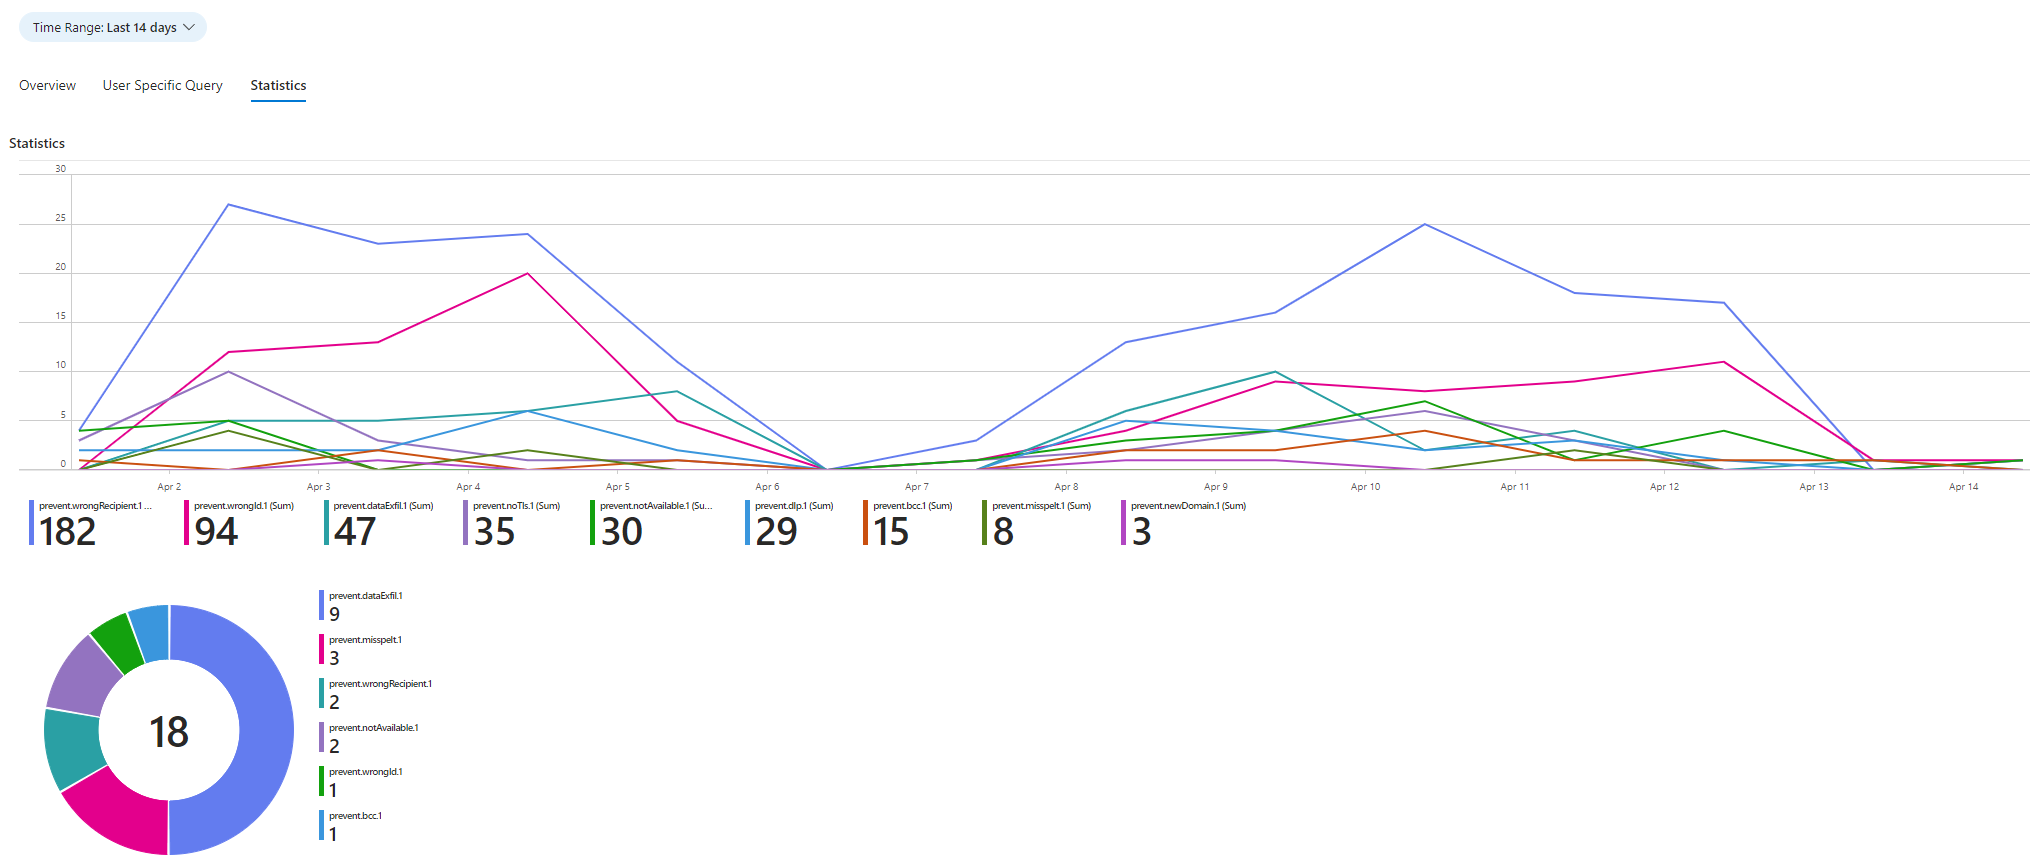 Time Range: Last 14 days
Overview User Specific Query Statistics
Statistics
30
25
20
15
10
5
0
Apr 2 Apr 3 Apr 4 Apr 5 Apr 6 Apr 7 Apr 8 Apr 9 Apr 10 Apr 11 Apr 12 Apr 13 Apr 14
prevent.wrongRecipient.1 ... prevent.wrongId.1 (Sum) prevent.dataExfil.1 (Sum) prevent.noTls.1 (Sum) prevent.notAvailable.1 (Su... prevent.dlp.1 (Sum) prevent.bcc.1 (Sum) prevent.misspelt.1 (Sum) prevent.newDomain.1 (Sum)
182 94 47 35 30 29 15 8 3
18
prevent.dataExfil.1
9
prevent.misspelt.1
3
prevent.wrongRecipient.1
2
prevent.notAvailable.1
2
prevent.wrongId.1
1
prevent.bcc.1
1